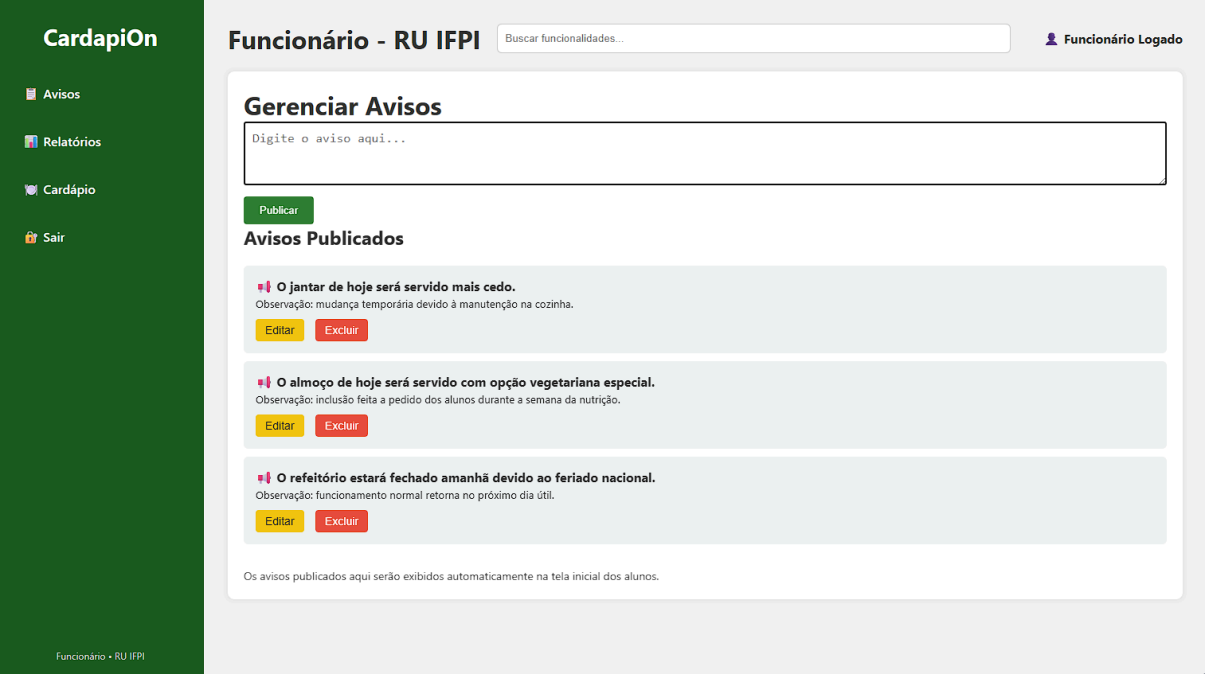 CardapiOn
Avisos
Relatórios
Cardápio
Sair
Funcionário • RU IFPI
Funcionário - RU IFPI
Buscar funcionalidades...
Funcionário Logado
Gerenciar Avisos
Digite o aviso aqui...
Publicar
Avisos Publicados
O jantar de hoje será servido mais cedo.
Observação: mudança temporária devido à manutenção na cozinha.
Editar Excluir
O almoço de hoje será servido com opção vegetariana especial.
Observação: inclusão feita a pedido dos alunos durante a semana da nutrição.
Editar Excluir
O refeitório estará fechado amanhã devido ao feriado nacional.
Observação: funcionamento normal retorna no próximo dia útil.
Editar Excluir
Os avisos publicados aqui serão exibidos automaticamente na tela inicial dos alunos.